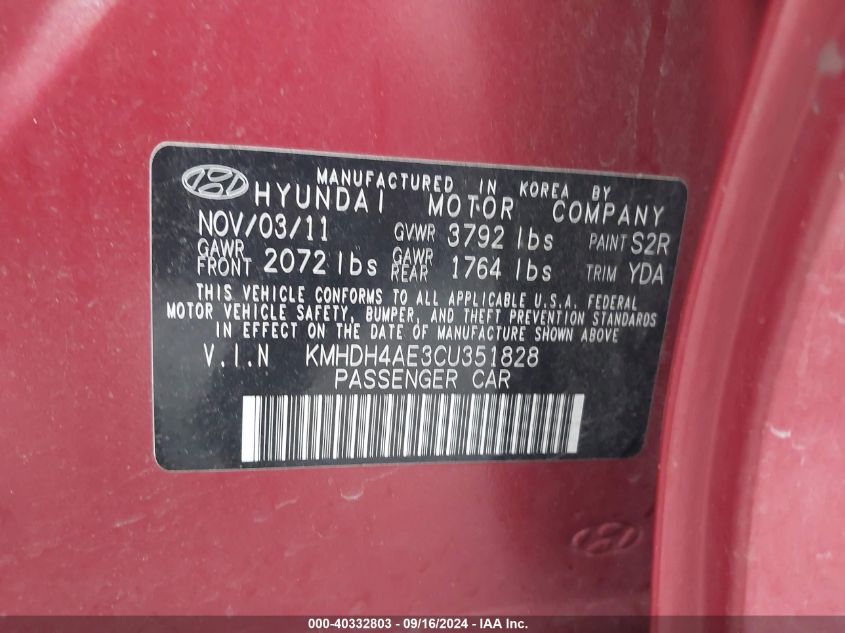 MANUFACTURED IN KOREA BY
HYUNDAI MOTOR COMPANY
NOV/03/11 GVWR 3792 lbs PAINT S2R
GAWR FRONT 2072 lbs GAWR REAR 1764 lbs TRIM YDA
THIS VEHICLE CONFORMS TO ALL APPLICABLE U.S.A. FEDERAL
MOTOR VEHICLE SAFETY, BUMPER, AND THEFT PREVENTION STANDARDS
IN EFFECT ON THE DATE OF MANUFACTURE SHOWN ABOVE
V.I.N KMHDH4AE3CU351828
PASSENGER CAR
000-40332803 / 09/16/2024 - IAA Inc.